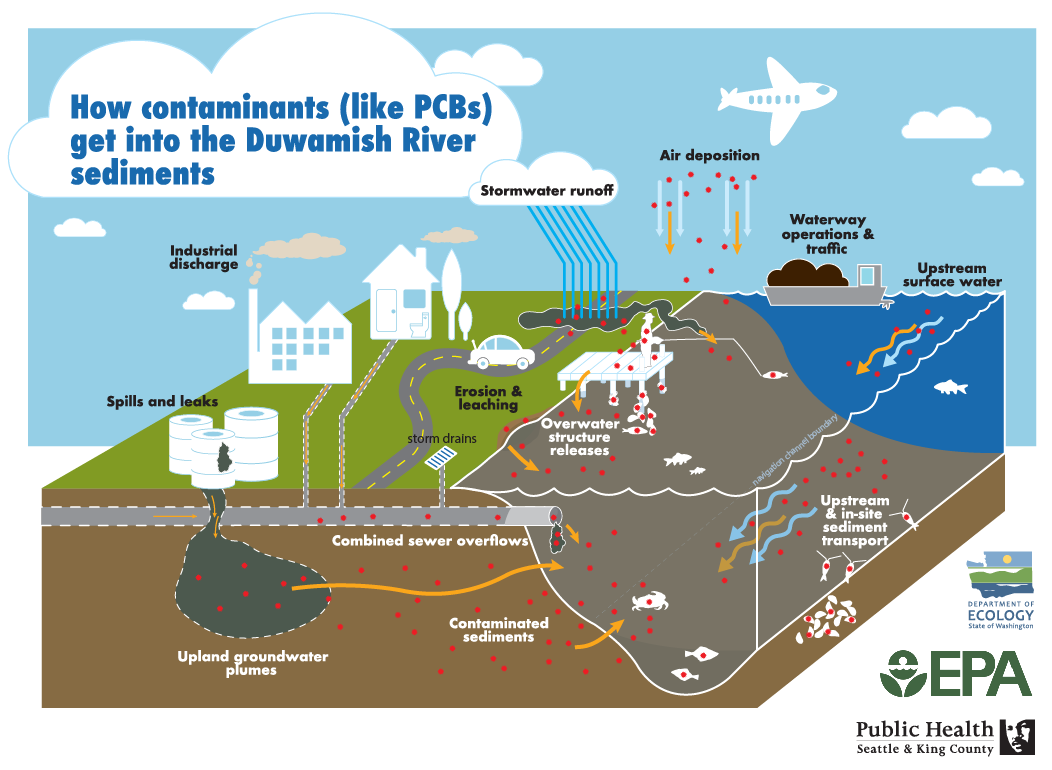 How contaminants (like PCBs)
get into the Duwamish River
sediments
Air deposition
Stormwater runoff
Waterway
operations &
traffic
Industrial
discharge
Upstream
surface water
Spills and leaks
Erosion &
leaching
storm drains
Overwater
structure
releases
navigation channel boundary
Upstream
& in-site
sediment
transport
Combined sewer overflows
Contaminated
sediments
Upland groundwater
plumes
DEPARTMENT OF
ECOLOGY
State of Washington
EPA
Public Health
Seattle & King County